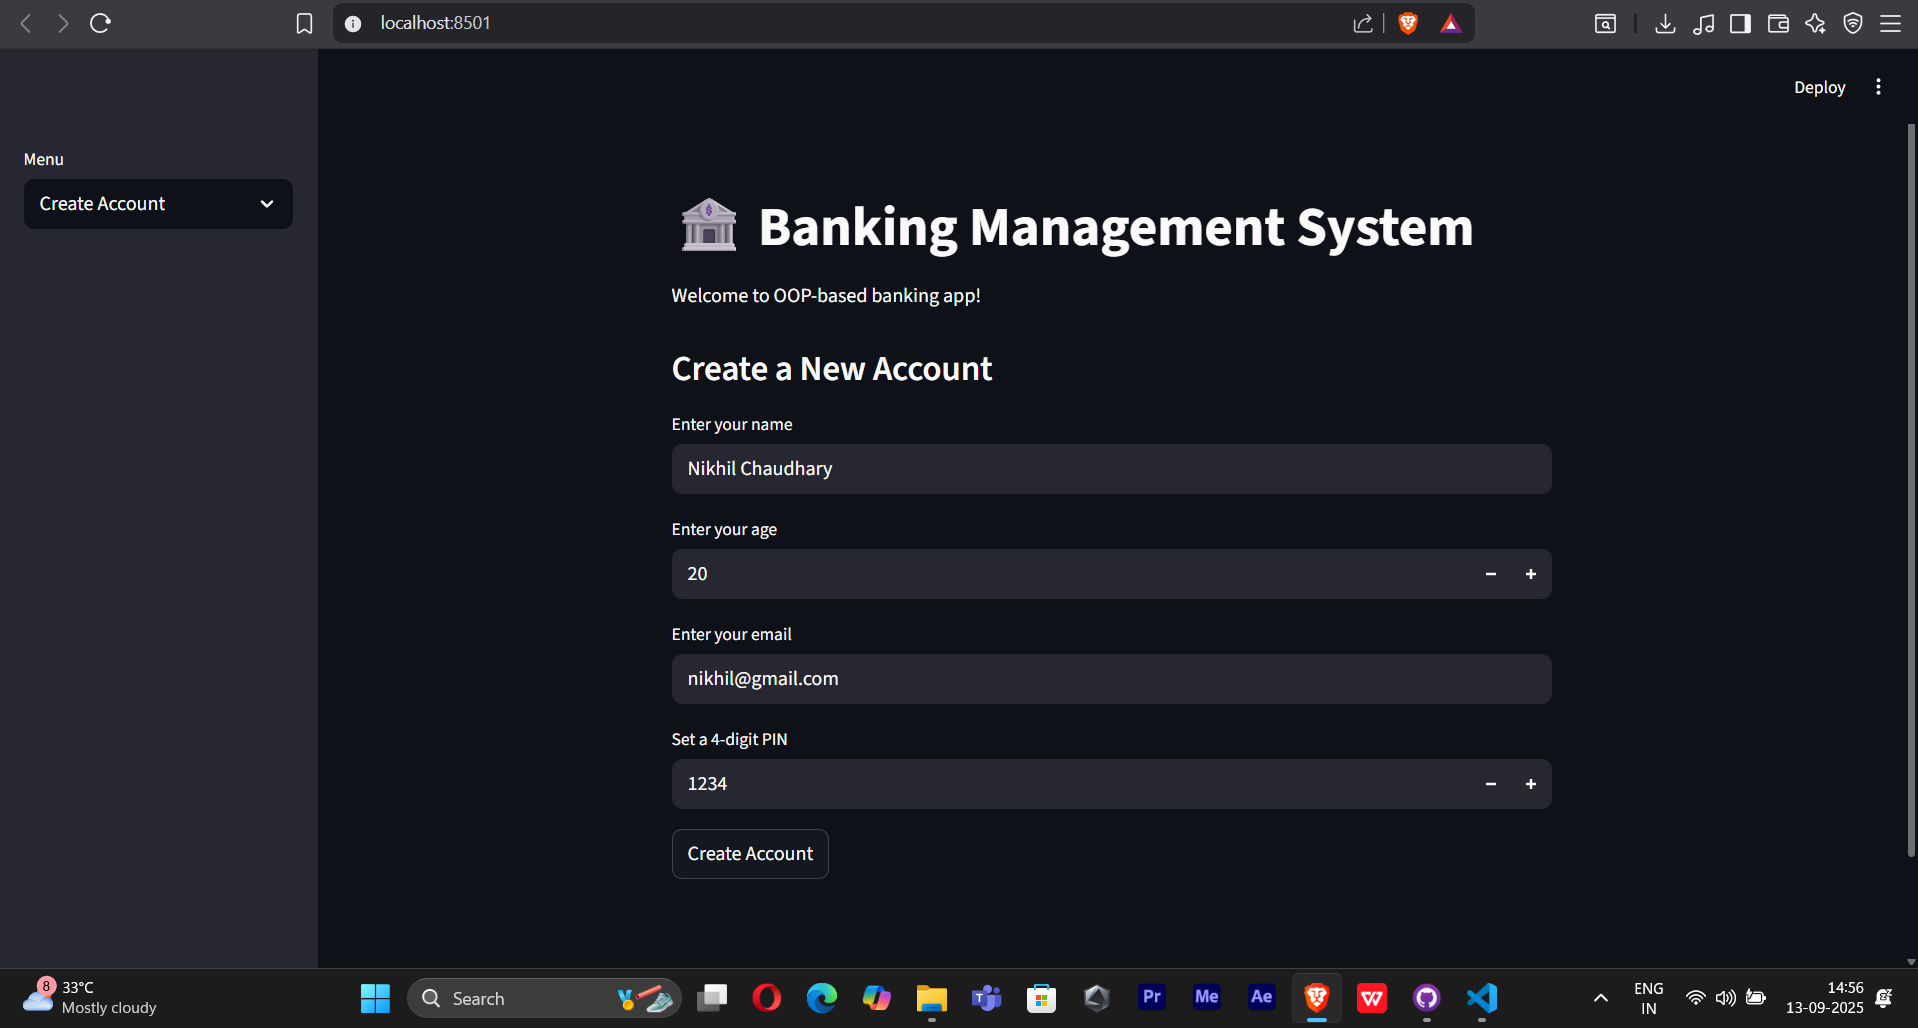 localhost:8501
Deploy
Menu
Create Account
Banking Management System
Welcome to OOP-based banking app!
Create a New Account
Enter your name
Nikhil Chaudhary
Enter your age
20
Enter your email
nikhil@gmail.com
Set a 4-digit PIN
1234
Create Account
8
33°C
Mostly cloudy
Search
Pr
Me
Ae
ENG
IN
14:56
13-09-2025